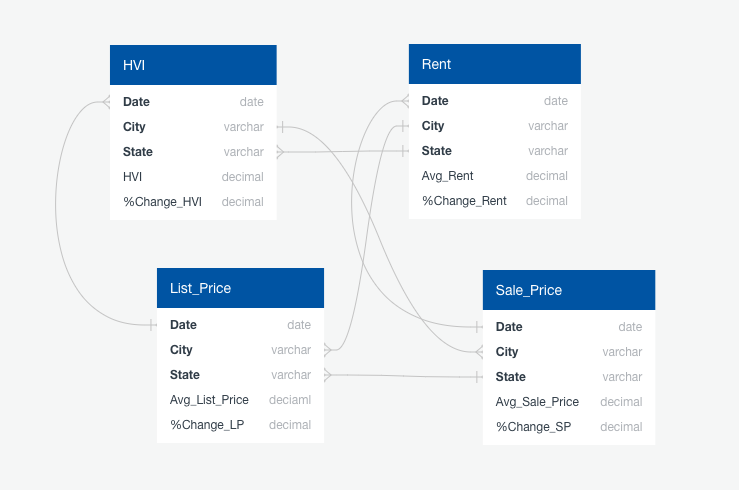 HVI
Date date
City varchar
State varchar
HVI decimal
%Change_HVI decimal
Rent
Date date
City varchar
State varchar
Avg_Rent decimal
%Change_Rent decimal
List_Price
Date date
City varchar
State varchar
Avg_List_Price deciaml
%Change_LP decimal
Sale_Price
Date date
City varchar
State varchar
Avg_Sale_Price decimal
%Change_SP decimal